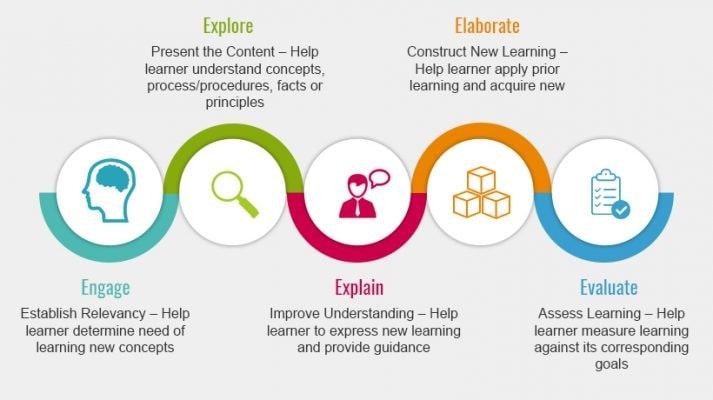 Explore
Present the Content – Help
learner understand concepts,
process/procedures, facts or
principles
Elaborate
Construct New Learning –
Help learner apply prior
learning and acquire new
Engage
Establish Relevancy – Help
learner determine need of
learning new concepts
Explain
Improve Understanding – Help
learner to express new learning
and provide guidance
Evaluate
Assess Learning – Help
learner measure learning
against its corresponding
goals